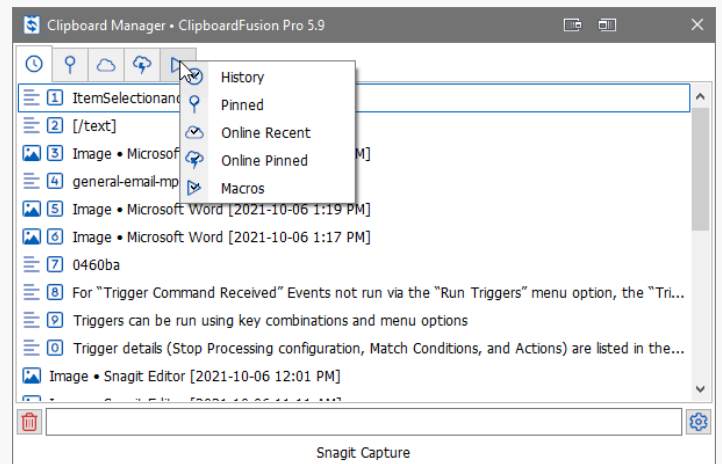 Clipboard Manager • ClipboardFusion Pro 5.9
History
Pinned
Online Recent
Online Pinned
Macros
1 ItemSelectionand
2 [/text]
3 Image • Microsof M]
4 general-email-mp
5 Image • Microsoft Word [2021-10-06 1:19 PM]
6 Image • Microsoft Word [2021-10-06 1:17 PM]
7 0460ba
8 For “Trigger Command Received” Events not run via the “Run Triggers” menu option, the “Tri...
9 Triggers can be run using key combinations and menu options
0 Trigger details (Stop Processing configuration, Match Conditions, and Actions) are listed in the...
Image • Snagit Editor [2021-10-06 12:01 PM]
Snagit Capture